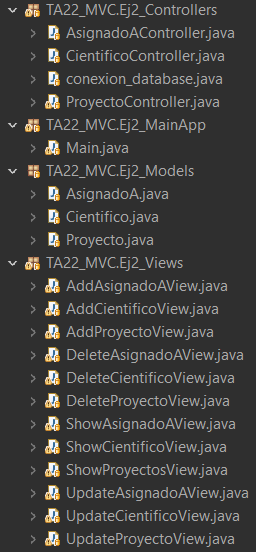 TA22_MVC.Ej2_Controllers
AsignadoAController.java
CientificoController.java
conexion_database.java
ProyectoController.java
TA22_MVC.Ej2_MainApp
Main.java
TA22_MVC.Ej2_Models
AsignadoA.java
Cientifico.java
Proyecto.java
TA22_MVC.Ej2_Views
AddAsignadoAView.java
AddCientificoView.java
AddProyectoView.java
DeleteAsignadoAView.java
DeleteCientificoView.java
DeleteProyectoView.java
ShowAsignadoAView.java
ShowCientificoView.java
ShowProyectosView.java
UpdateAsignadoAView.java
UpdateCientificoView.java
UpdateProyectoView.java